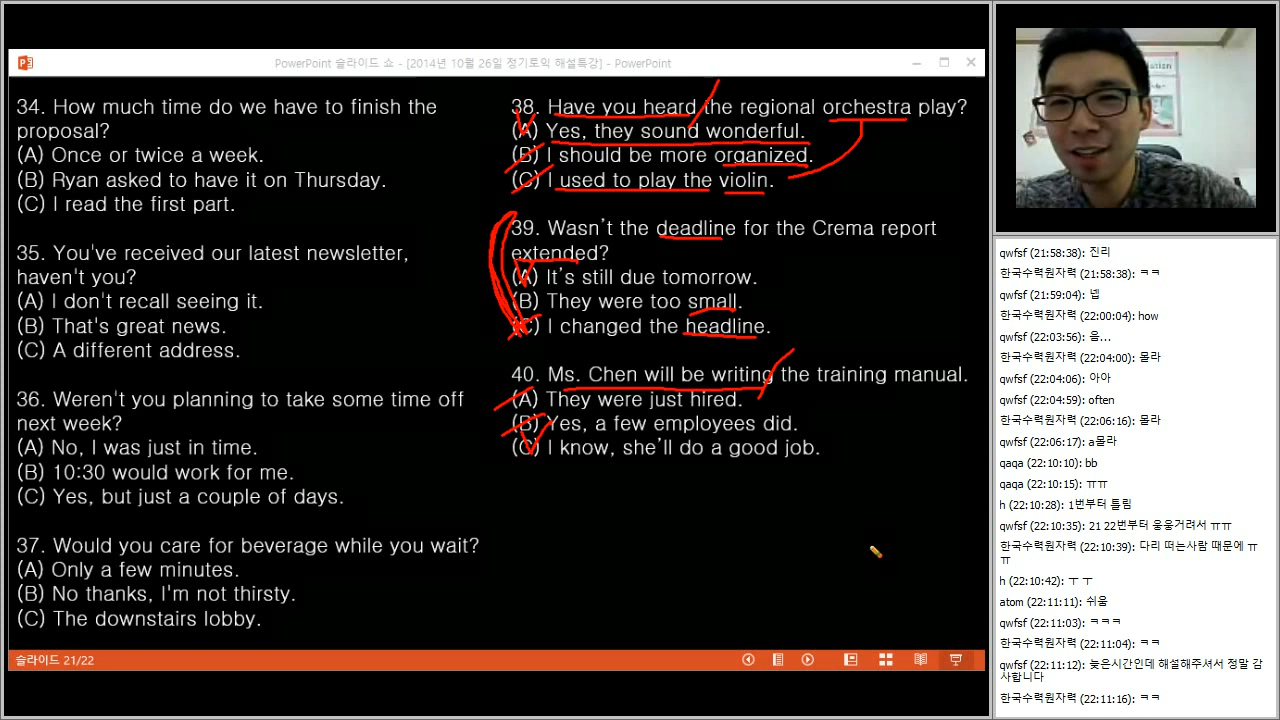 PowerPoint 슬라이드 쇼 - [2014년 10월 26일 정기토익 해설특강] - PowerPoint
34. How much time do we have to finish the
proposal?
(A) Once or twice a week.
(B) Ryan asked to have it on Thursday.
(C) I read the first part.
35. You've received our latest newsletter,
haven't you?
(A) I don't recall seeing it.
(B) That's great news.
(C) A different address.
36. Weren't you planning to take some time off
next week?
(A) No, I was just in time.
(B) 10:30 would work for me.
(C) Yes, but just a couple of days.
37. Would you care for beverage while you wait?
(A) Only a few minutes.
(B) No thanks, I'm not thirsty.
(C) The downstairs lobby.
38. Have you heard the regional orchestra play?
(A) Yes, they sound wonderful.
(B) I should be more organized.
(C) I used to play the violin.
39. Wasn't the deadline for the Crema report
extended?
(A) It's still due tomorrow.
(B) They were too small.
(C) I changed the headline.
40. Ms. Chen will be writing the training manual.
(A) They were just hired.
(B) Yes, a few employees did.
(C) I know, she'll do a good job.
슬라이드 21/22
qwfsf (21:58:38): 진리
한국수력원자력 (21:58:38): ㅋㅋ
qwfsf (21:59:04): 넵
한국수력원자력 (22:00:04): how
qwfsf (22:03:56): 음...
한국수력원자력 (22:04:00): 몰라
qwfsf (22:04:06): 아아
한국수력원자력 (22:04:59): often
한국수력원자력 (22:06:16): 몰라
qwfsf (22:06:17): a몰라
qaqa (22:10:10): bb
qaqa (22:10:15): ㅠㅠ
h (22:10:28): 1번부터 틀림
qwfsf (22:10:35): 21 22번부터 웅웅거려서 ㅠㅠ
한국수력원자력 (22:10:39): 다리 떠는사람 때문에 ㅠ
ㅠ
h (22:10:42): ㅜ ㅜ
atom (22:11:11): 쉬움
qwfsf (22:11:03): ㅋㅋㅋ
한국수력원자력 (22:11:04): ㅋㅋ
qwfsf (22:11:12): 늦은시간인데 해설해주셔서 정말 감
사합니다
한국수력원자력 (22:11:16): ㅋㅋ